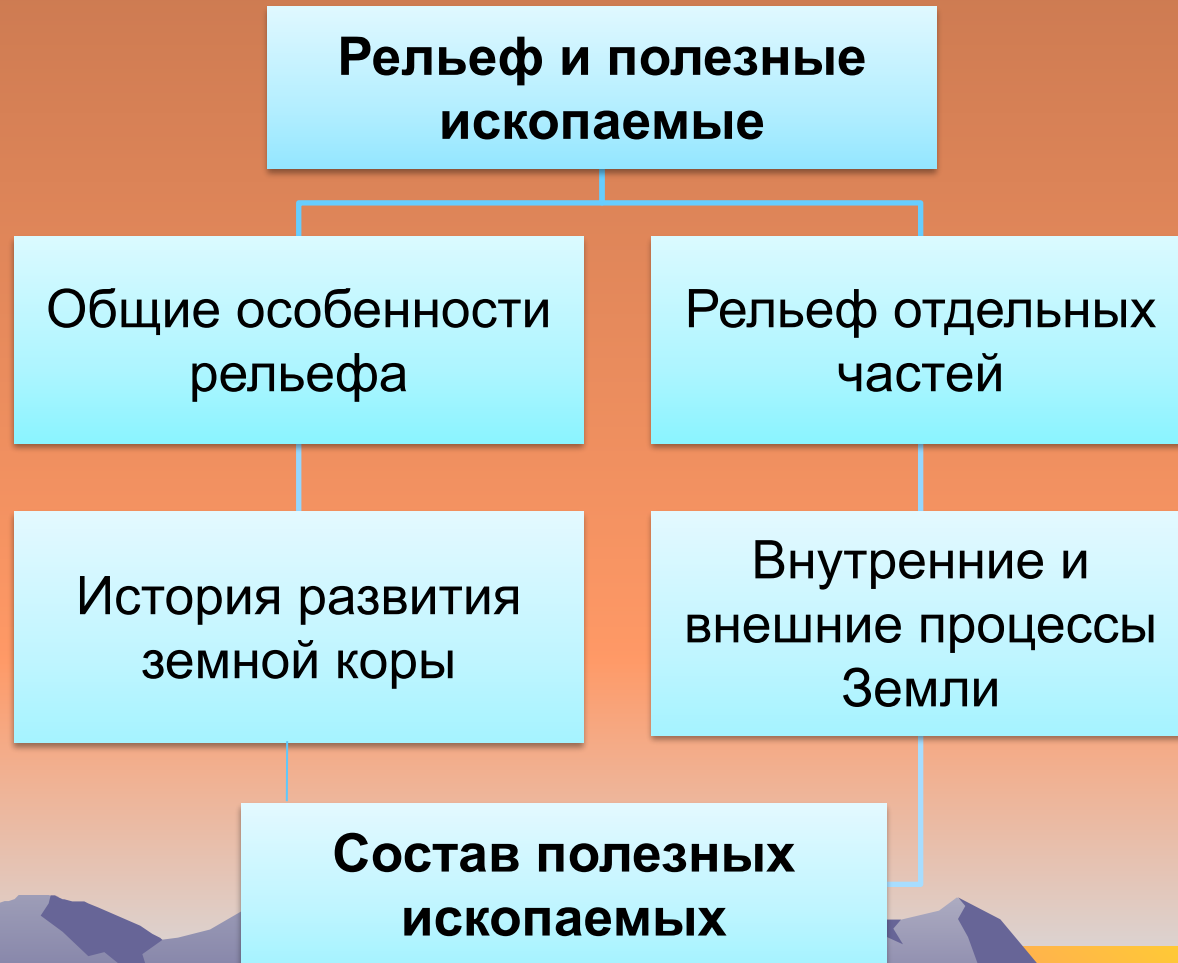 Рельеф и полезные
ископаемые
Общие особенности
рельефа
Рельеф отдельных
частей
История развития
земной коры
Внутренние и
внешние процессы
Земли
Состав полезных
ископаемых